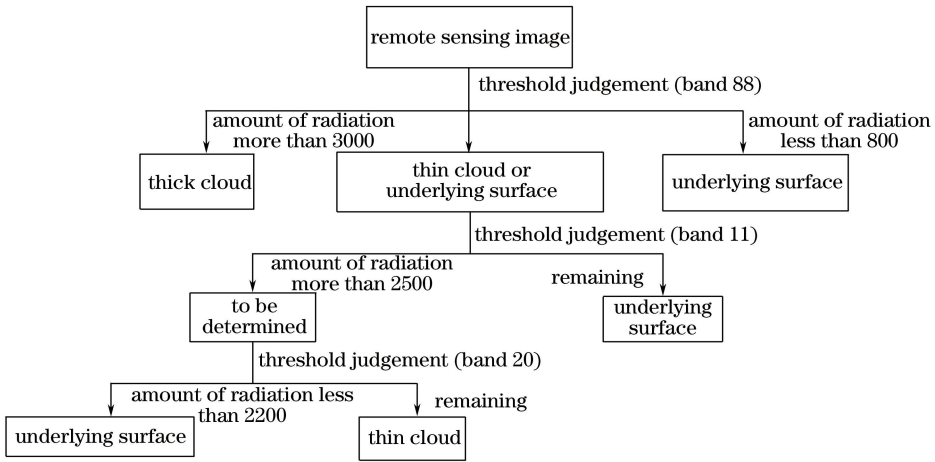 remote sensing image
threshold judgement (band 88)
amount of radiation
more than 3000
amount of radiation
less than 800
thick cloud
thin cloud or
underlying surface
underlying surface
threshold judgement (band 11)
amount of radiation
more than 2500
remaining
to be
determined
underlying
surface
threshold judgement (band 20)
amount of radiation less
than 2200
remaining
underlying surface
thin cloud